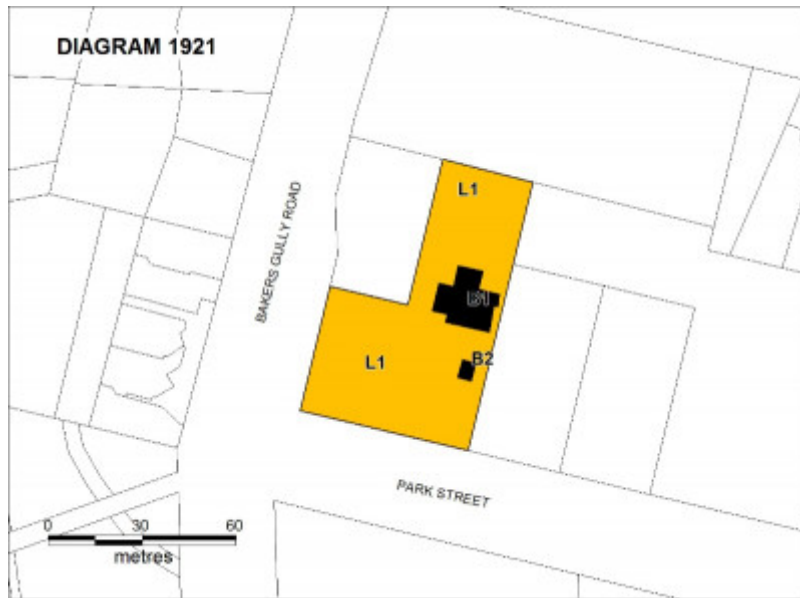 DIAGRAM 1921
L1
BAKERS GULLY ROAD
B1
B2
L1
PARK STREET
0 30 60
metres